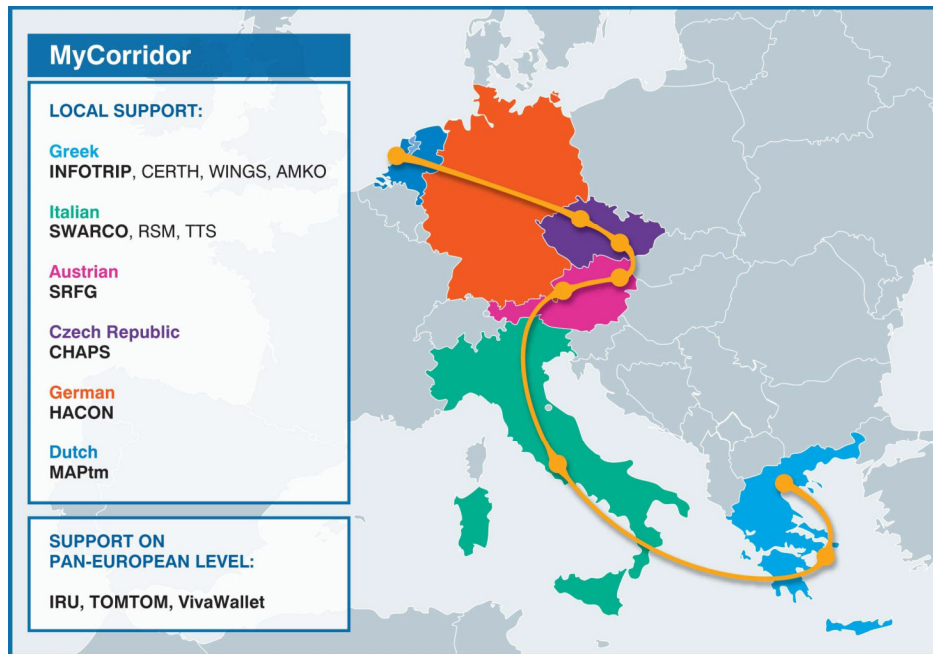 MyCorridor
LOCAL SUPPORT:
Greek
INFOTRIP, CERTH, WINGS, AMKO
Italian
SWARCO, RSM, TTS
Austrian
SRFG
Czech Republic
CHAPS
German
HACON
Dutch
MAPtm
SUPPORT ON
PAN-EUROPEAN LEVEL:
IRU, TOMTOM, VivaWallet